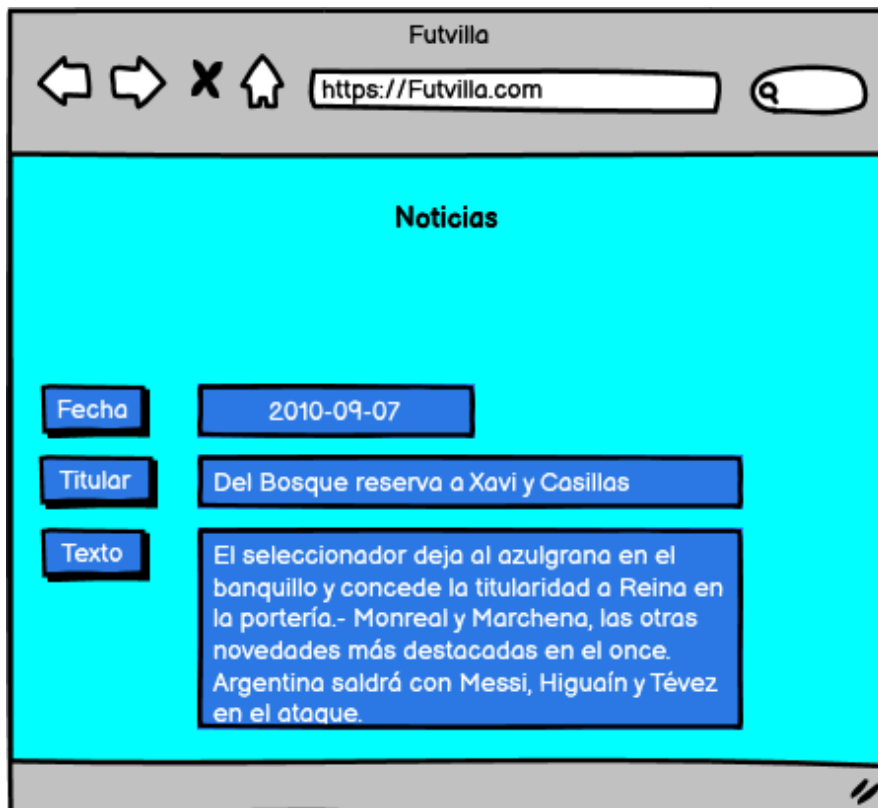 Futvilla
https://Futvilla.com
Noticias
Fecha
2010-09-07
Titular
Del Bosque reserva a Xavi y Casillas
Texto
El seleccionador deja al azulgrana en el
banquillo y concede la titularidad a Reina en
la portería.- Monreal y Marchena, las otras
novedades más destacadas en el once.
Argentina saldrá con Messi, Higuaín y Tévez
en el ataque.